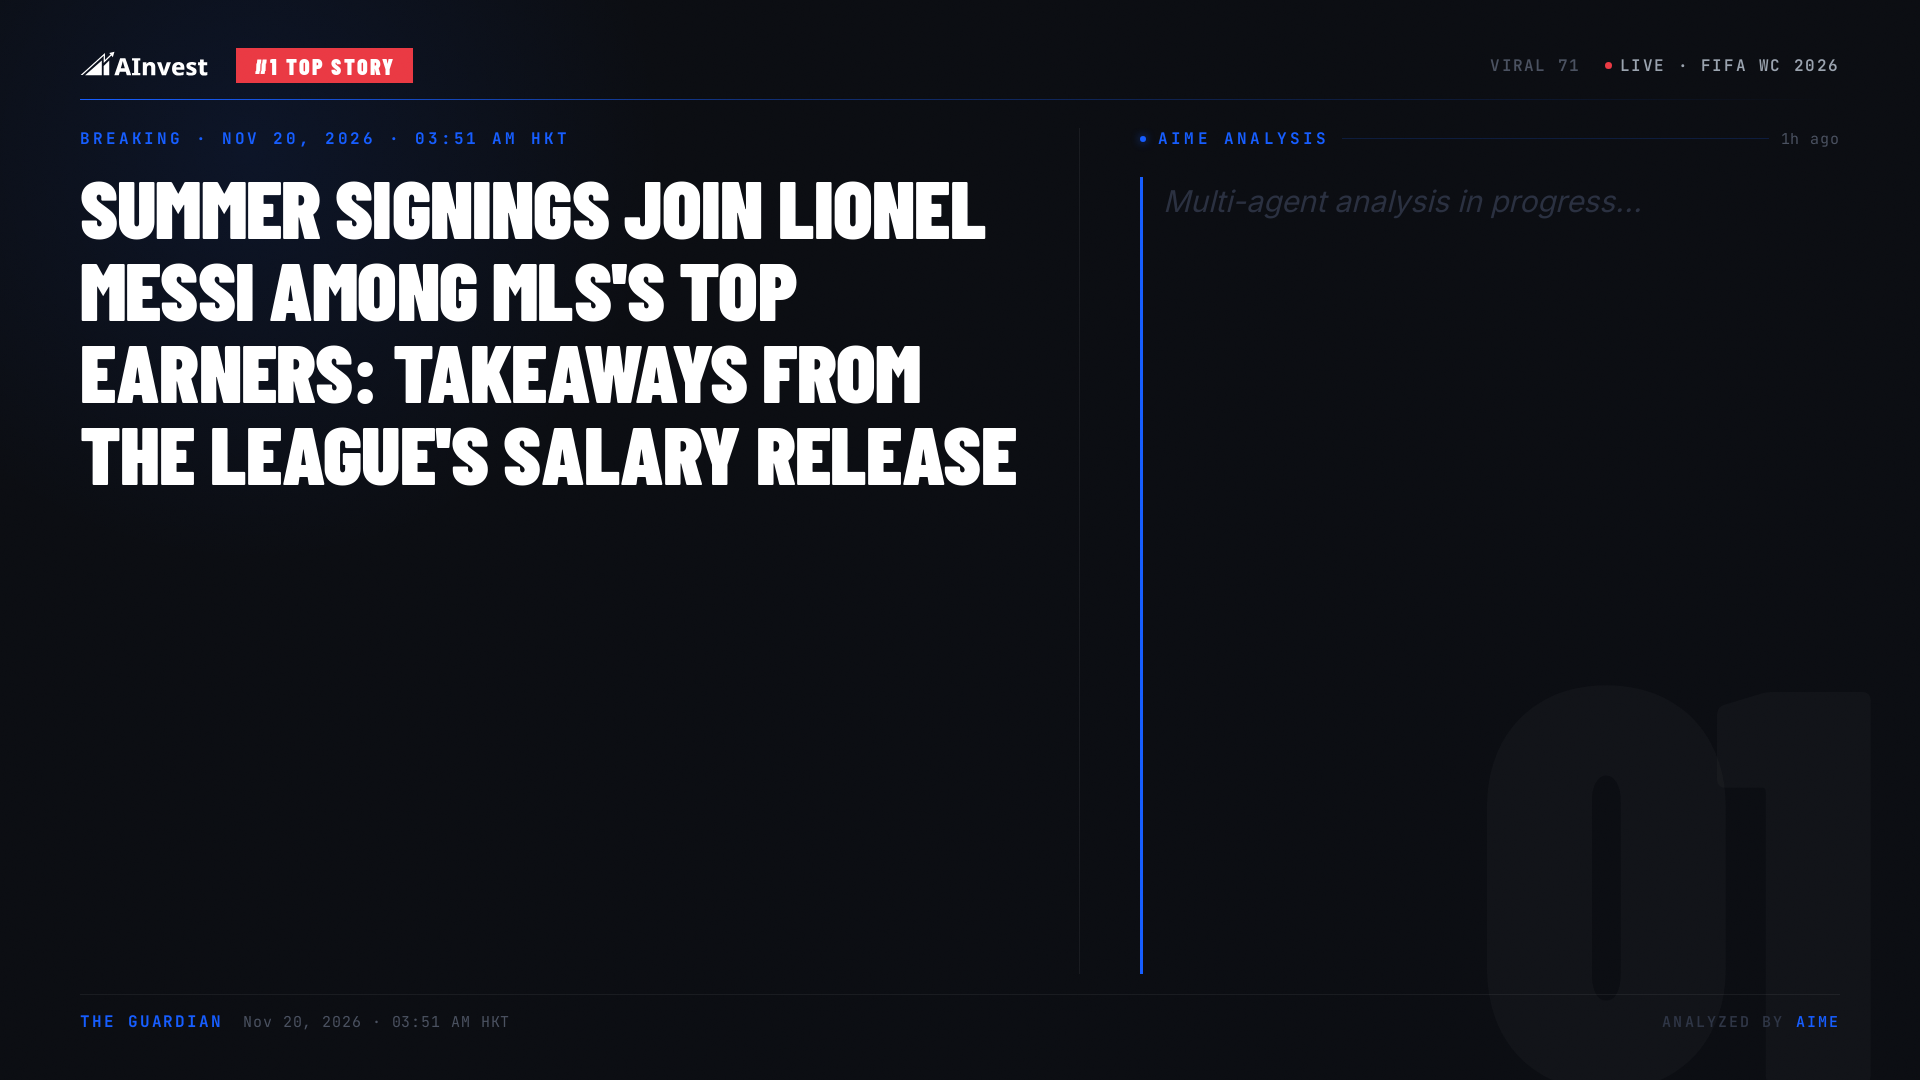 AInvest
#1 TOP STORY
VIRAL 71
LIVE · FIFA WC 2026
BREAKING · NOV 20, 2026 · 03:51 AM HKT
SUMMER SIGNINGS JOIN LIONEL
MESSI AMONG MLS'S TOP
EARNERS: TAKEAWAYS FROM
THE LEAGUE'S SALARY RELEASE
AIME ANALYSIS
1h ago
Multi-agent analysis in progress...
01
THE GUARDIAN
Nov 20, 2026 · 03:51 AM HKT
ANALYZED BY AIME